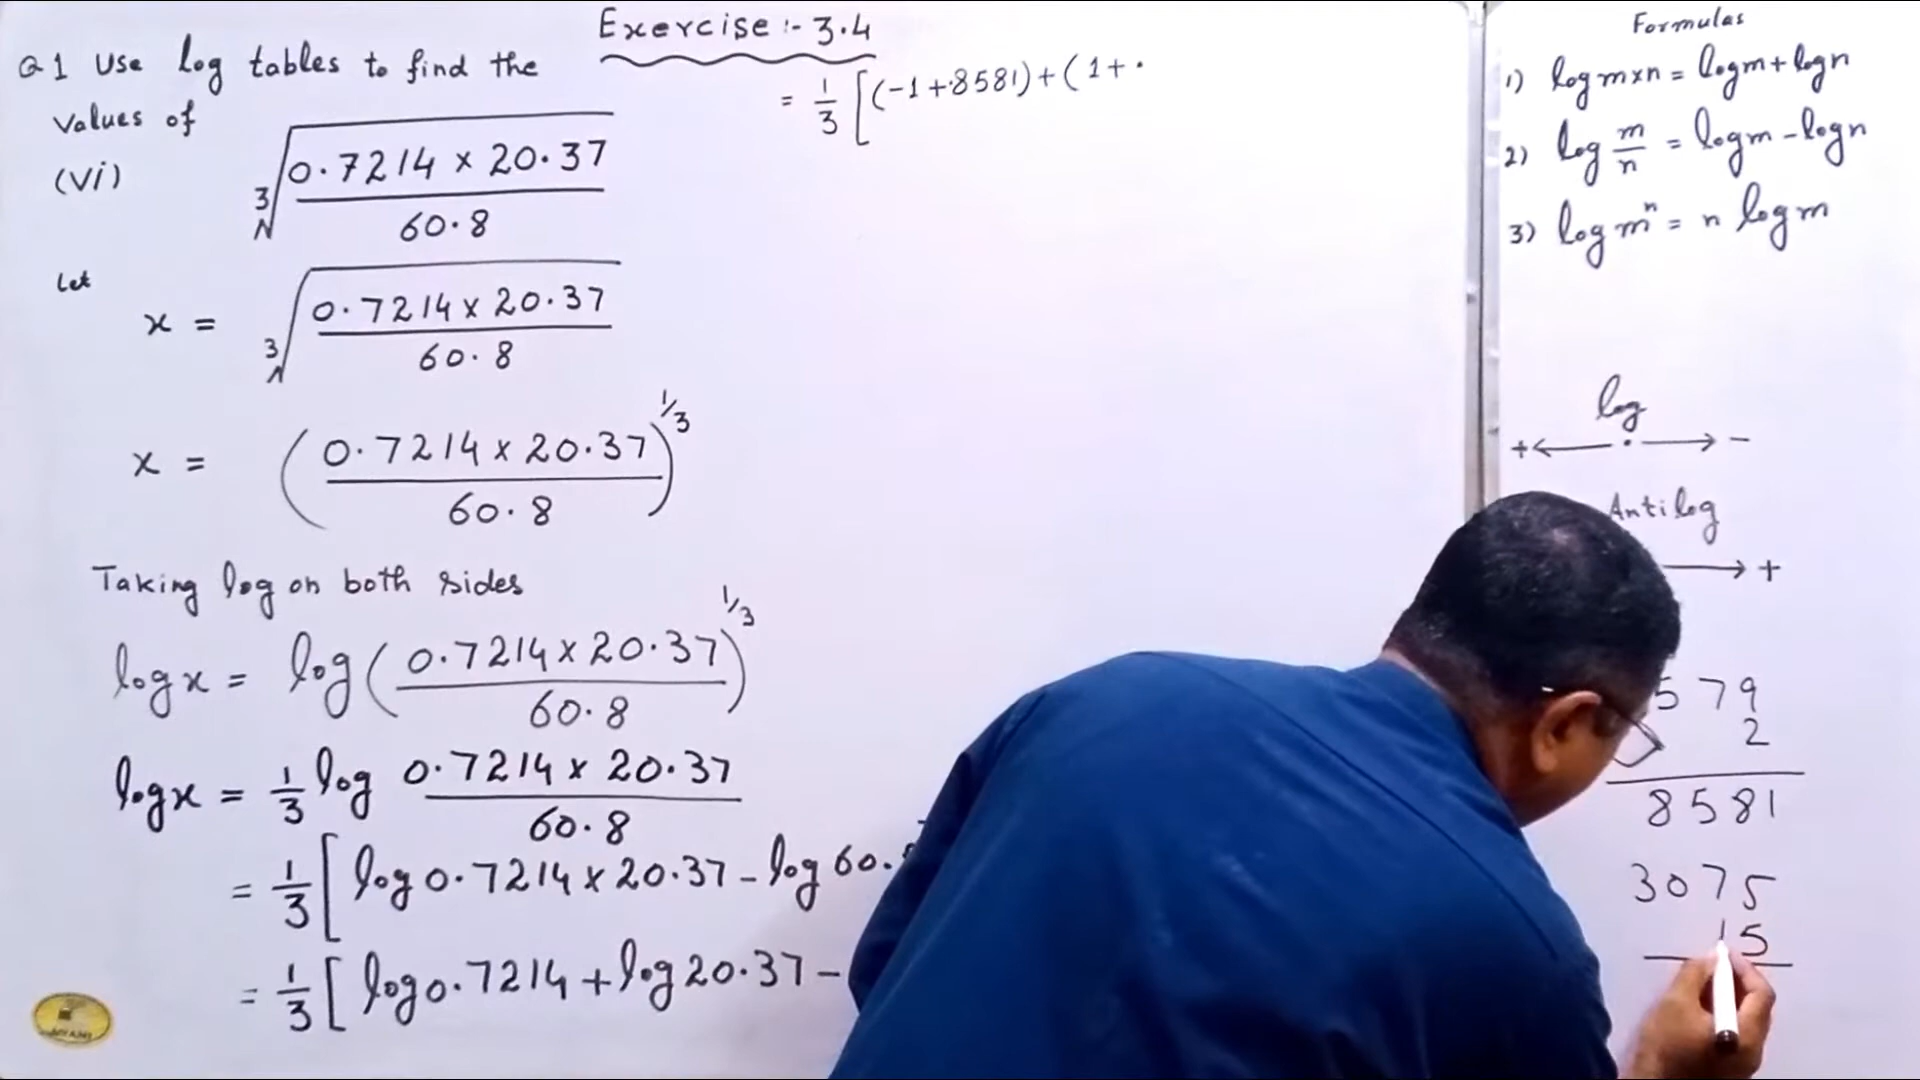 Exercise :- 3.4
Q1 Use log tables to find the
values of
(vi) ∛(0.7214 × 20.37 / 60.8)
Let
x = ∛(0.7214 × 20.37 / 60.8)
x = (0.7214 × 20.37 / 60.8)^1/3
Taking log on both sides
log x = log (0.7214 × 20.37 / 60.8)^1/3
log x = 1/3 log 0.7214 × 20.37 / 60.8
= 1/3 [ log 0.7214 × 20.37 - log 60.
= 1/3 [ log 0.7214 + log 20.37 -
= 1/3 [ (-1 + .8581) + ( 1 + .
Formulas
1) log m×n = log m + log n
2) log m/n = log m - log n
3) log m^n = n log m
log
+ ← . → -
Antilog
→ +
579
2
8581
3075
15